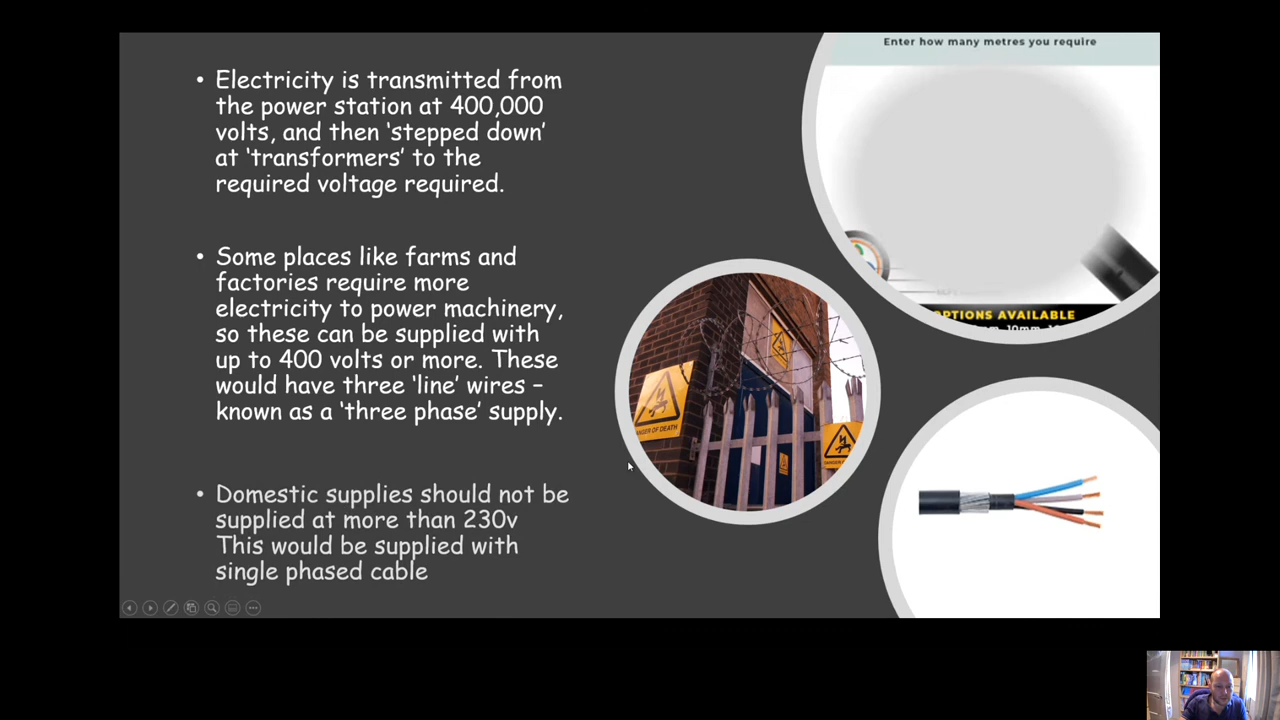 Enter how many metres you require
• Electricity is transmitted from
the power station at 400,000
volts, and then ‘stepped down’
at ‘transformers’ to the
required voltage required.
• Some places like farms and
factories require more
electricity to power machinery,
so these can be supplied with
up to 400 volts or more. These
would have three ‘line’ wires –
known as a ‘three phase’ supply.
• Domestic supplies should not be
supplied at more than 230v
This would be supplied with
single phased cable
OPTIONS AVAILABLE
10mm
OF DEATH